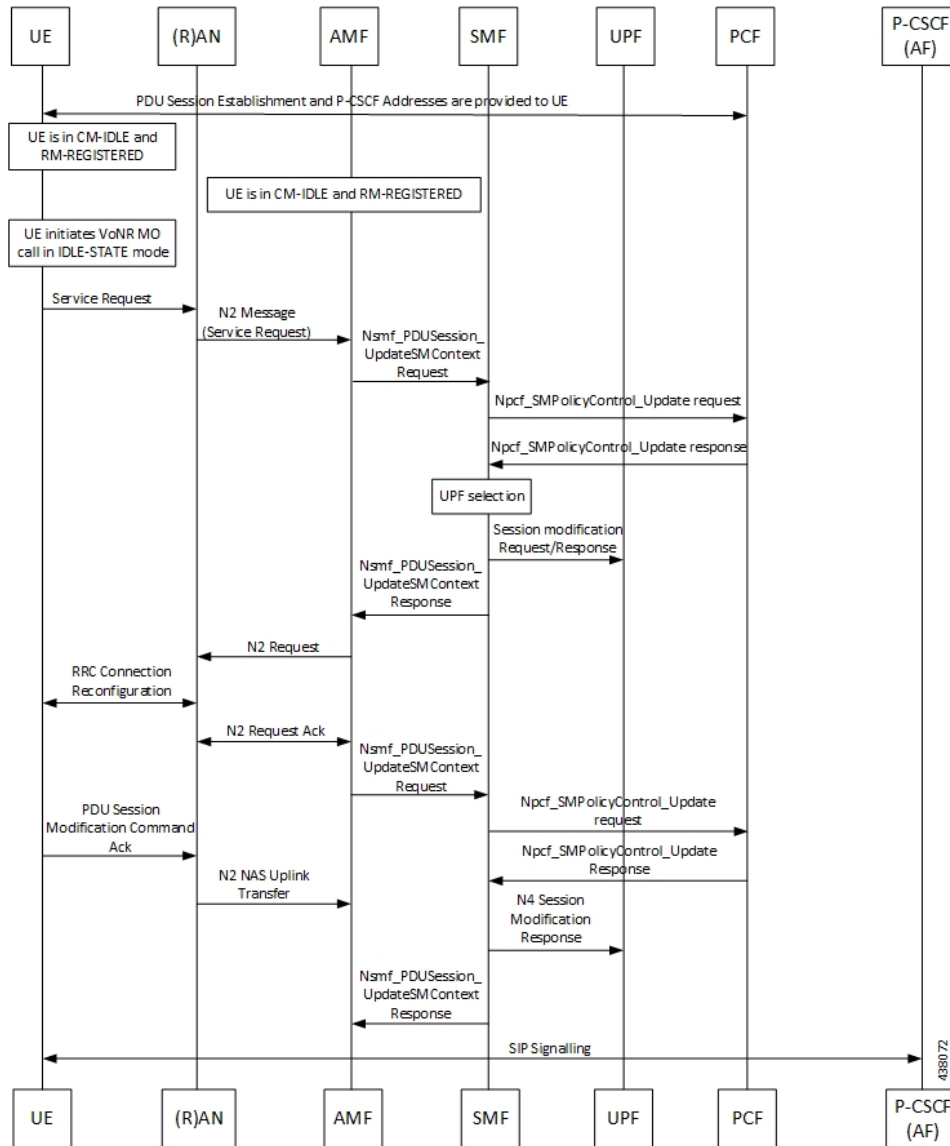 UE
(R)AN
AMF
SMF
UPF
PCF
P-CSCF
(AF)
PDU Session Establishment and P-CSCF Addresses are provided to UE
UE is in CM-IDLE and
RM-REGISTERED
UE is in CM-IDLE and RM-REGISTERED
UE initiates VoNR MO
call in IDLE-STATE mode
Service Request
N2 Message
(Service Request)
Nsmf_PDUSession_
UpdateSMContext
Request
Npcf_SMPolicyControl_Update request
Npcf_SMPolicyControl_Update response
UPF selection
Session modification
Request/Response
Nsmf_PDUSession_
UpdateSMContext
Response
N2 Request
RRC Connection
Reconfiguration
N2 Request Ack
Nsmf_PDUSession_
UpdateSMContext
Request
PDU Session
Modification Command
Ack
Npcf_SMPolicyControl_Update
request
Npcf_SMPolicyControl_Update
Response
N2 NAS Uplink
Transfer
N4 Session
Modification
Response
Nsmf_PDUSession_
UpdateSMContext
Response
SIP Signalling
438072
UE
(R)AN
AMF
SMF
UPF
PCF
P-CSCF
(AF)